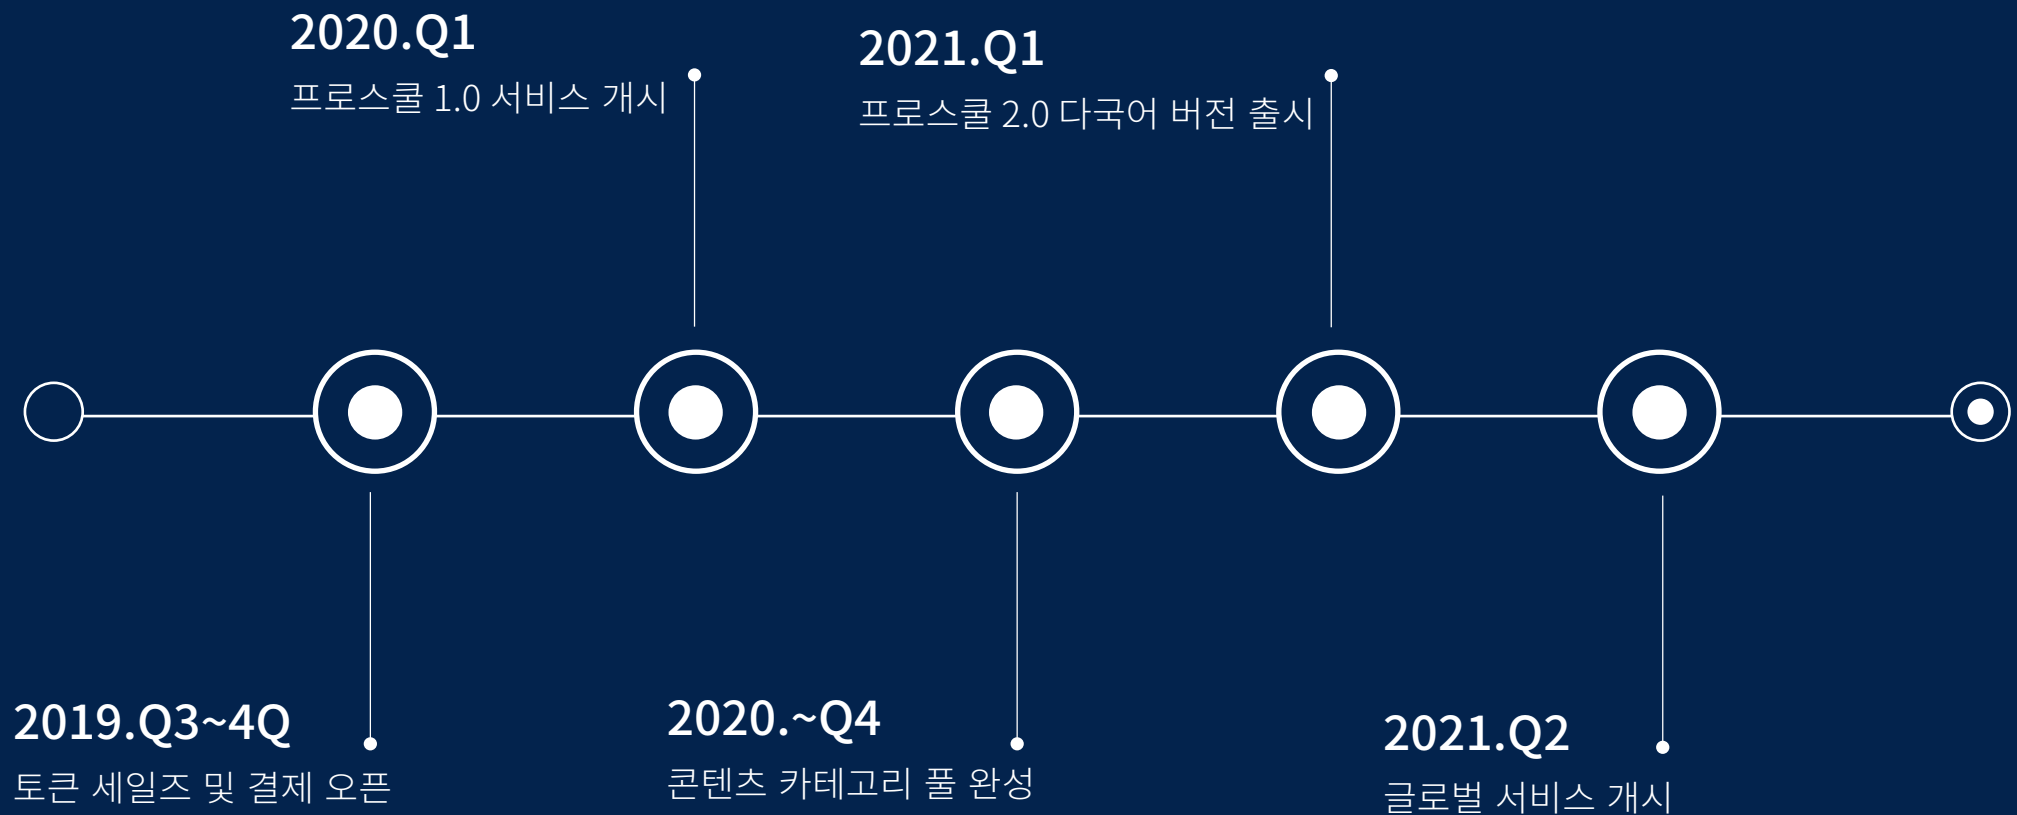 2020.Q1
프로스쿨 1.0 서비스 개시
2021.Q1
프로스쿨 2.0 다국어 버전 출시
2019.Q3~4Q
토큰 세일즈 및 결제 오픈
2020.~Q4
콘텐츠 카테고리 풀 완성
2021.Q2
글로벌 서비스 개시